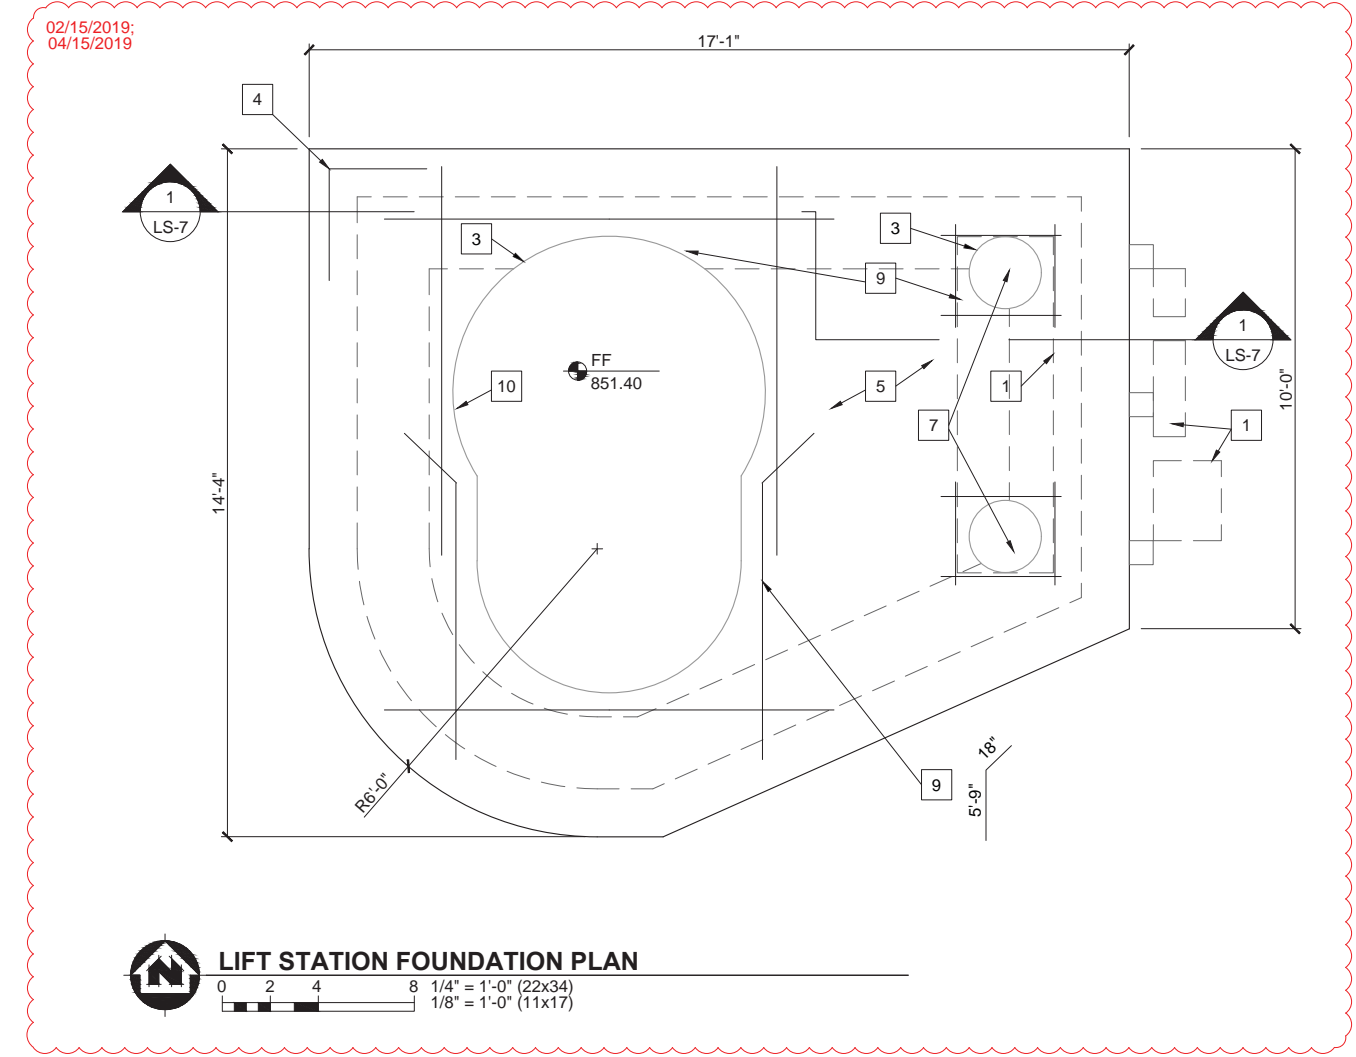 02/15/2019;
04/15/2019
17'-1"
4
1
LS-7
3
3
9
FF
851.40
10
5
1
7
1
LS-7
1
10'-0"
14'-4"
R6'-0"
9
18"
5'-9"
N
LIFT STATION FOUNDATION PLAN
0 2 4 8 1/4" = 1'-0" (22x34)
1/8" = 1'-0" (11x17)